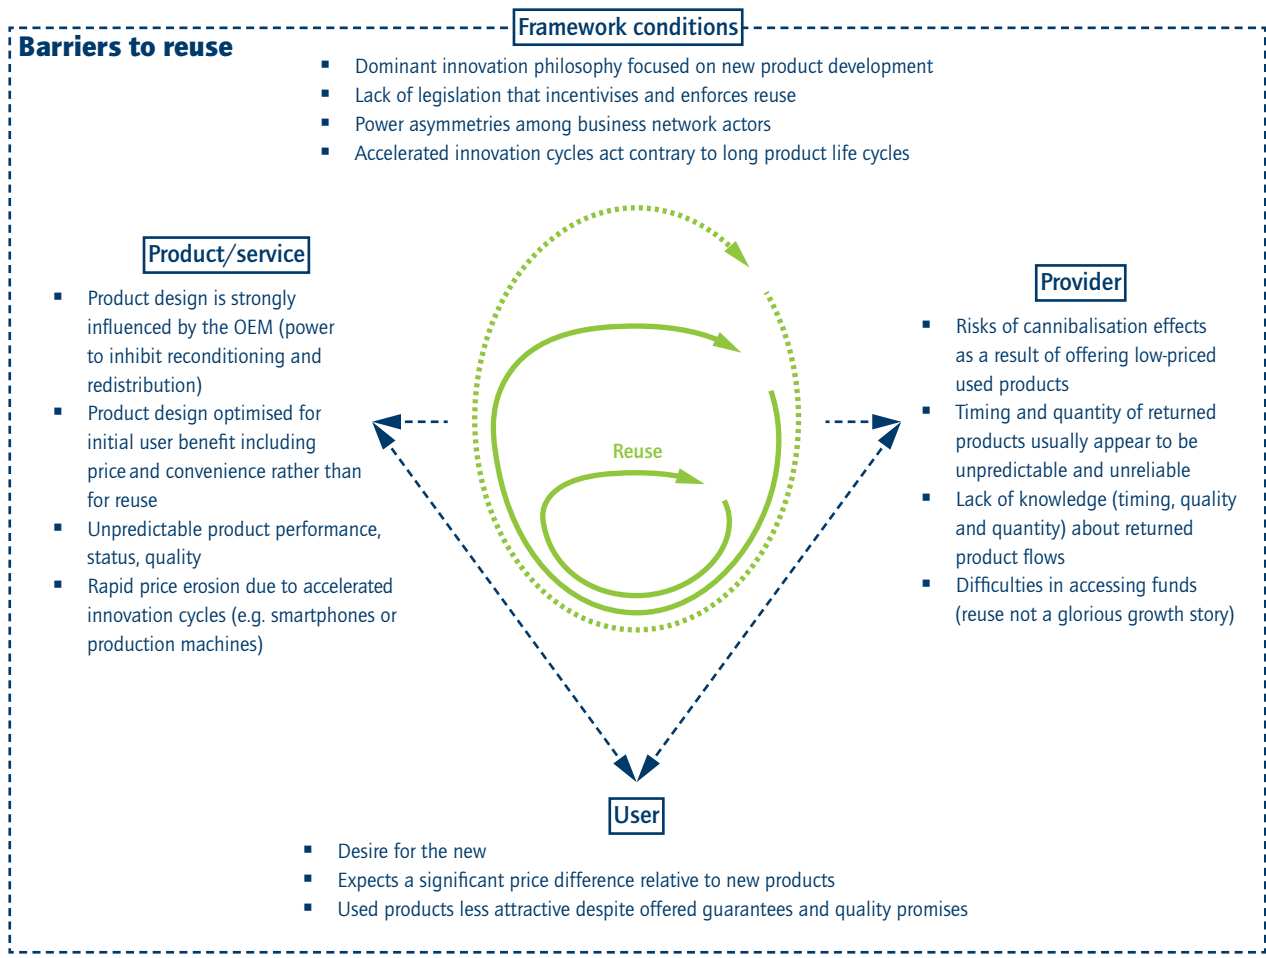 Framework conditions
Barriers to reuse
▪ Dominant innovation philosophy focused on new product development
▪ Lack of legislation that incentivises and enforces reuse
▪ Power asymmetries among business network actors
▪ Accelerated innovation cycles act contrary to long product life cycles
Product/service
▪ Product design is strongly
influenced by the OEM (power
to inhibit reconditioning and
redistribution)
▪ Product design optimised for
initial user benefit including
price and convenience rather than
for reuse
▪ Unpredictable product performance,
status, quality
▪ Rapid price erosion due to accelerated
innovation cycles (e.g. smartphones or
production machines)
Reuse
Provider
▪ Risks of cannibalisation effects
as a result of offering low-priced
used products
▪ Timing and quantity of returned
products usually appear to be
unpredictable and unreliable
▪ Lack of knowledge (timing, quality
and quantity) about returned
product flows
▪ Difficulties in accessing funds
(reuse not a glorious growth story)
User
▪ Desire for the new
▪ Expects a significant price difference relative to new products
▪ Used products less attractive despite offered guarantees and quality promises